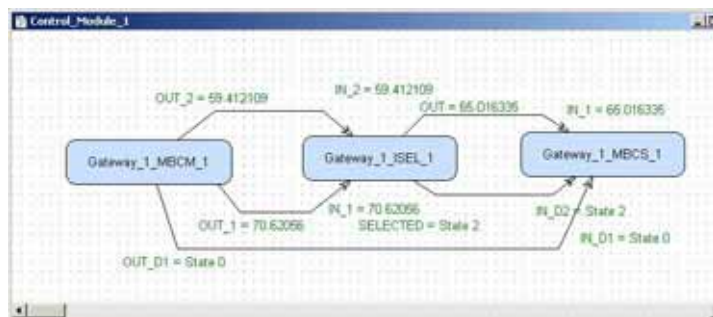 Control_Module_1
OUT_2 = 59.412109
IN_2 = 59.412109
OUT = 65.016335
IN_1 = 65.016335
Gateway_1_MBCM_1
Gateway_1_ISEL_1
Gateway_1_MBCS_1
OUT_1 = 70.62056
IN_1 = 70.62056
SELECTED = State 2
IN_D2 = State 2
IN_D1 = State 0
OUT_D1 = State 0